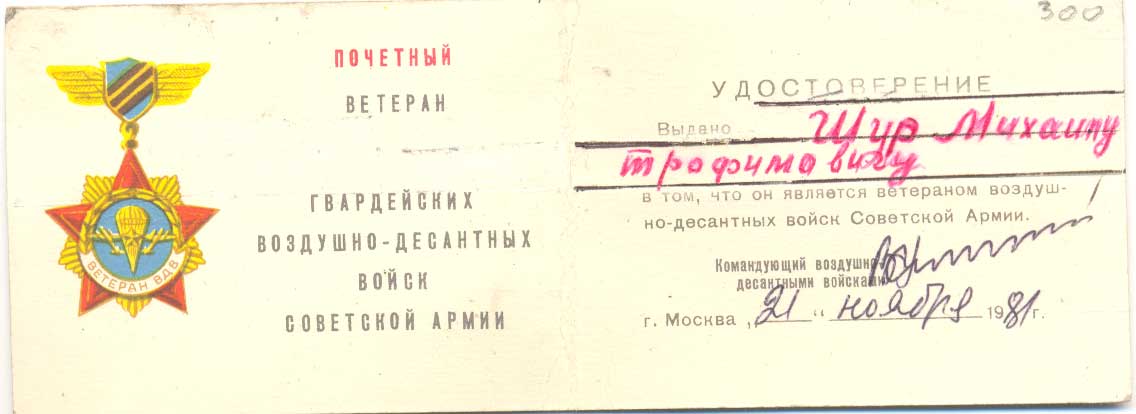 300
ПОЧЕТНЫЙ
ВЕТЕРАН
ГВАРДЕЙСКИХ
ВОЗДУШНО-ДЕСАНТНЫХ
ВОЙСК
СОВЕТСКОЙ АРМИИ
ВЕТЕРАН ВДВ
УДОСТОВЕРЕНИЕ
Выдано Шур Михаилу
трофимовичу
в том, что он является ветераном воздуш-
но-десантных войск Советской Армии.
Командующий воздушно-
десантными войсками
г. Москва „21" ноября 1981 г.